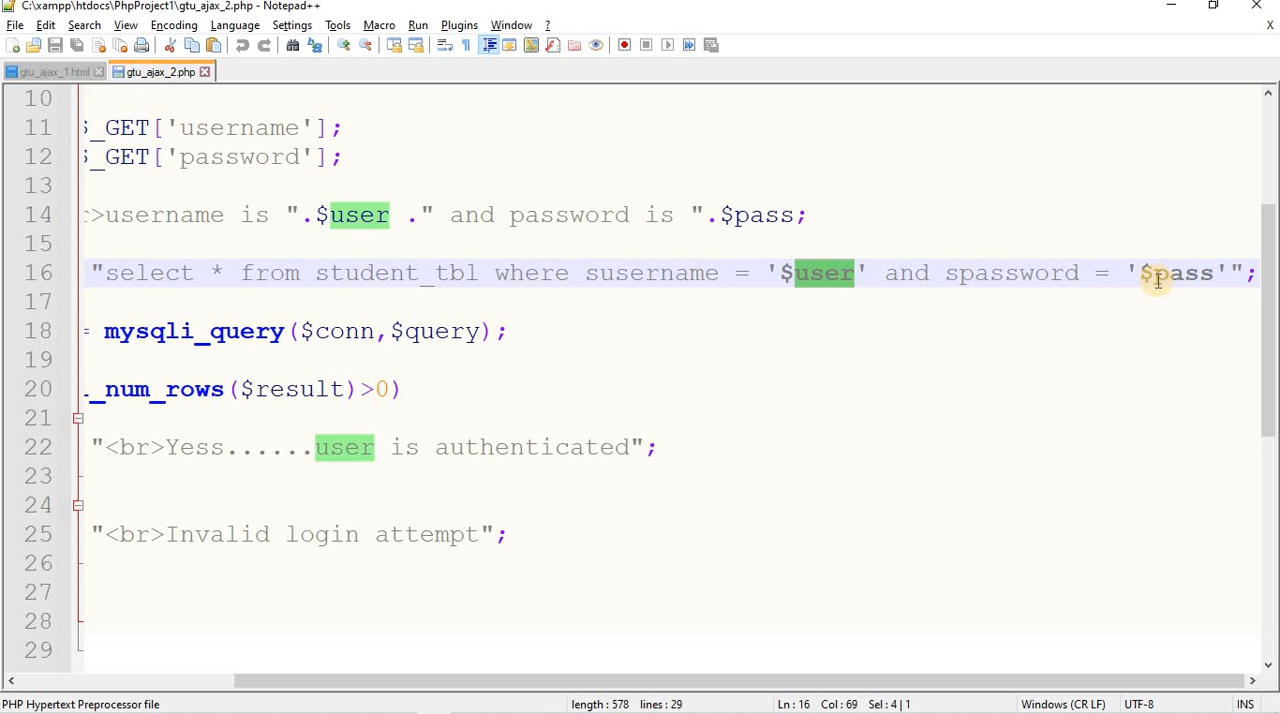 C:\xampp\htdocs\PhpProject1\gtu_ajax_2.php - Notepad++
File Edit Search View Encoding Language Settings Tools Macro Run Plugins Window ? X
gtu_ajax_1.html gtu_ajax_2.php
10
11 $_GET['username'];
12 $_GET['password'];
13
14 r>username is ".$user ." and password is ".$pass;
15
16 "select * from student_tbl where susername = '$user' and spassword = '$pass'";
17
18 = mysqli_query($conn,$query);
19
20 _num_rows($result)>0)
21
22 "<br>Yess......user is authenticated";
23
24
25 "<br>Invalid login attempt";
26
27
28
29
PHP Hypertext Preprocessor file length : 578 lines : 29 Ln : 16 Col : 69 Sel : 4 | 1 Windows (CR LF) UTF-8 INS